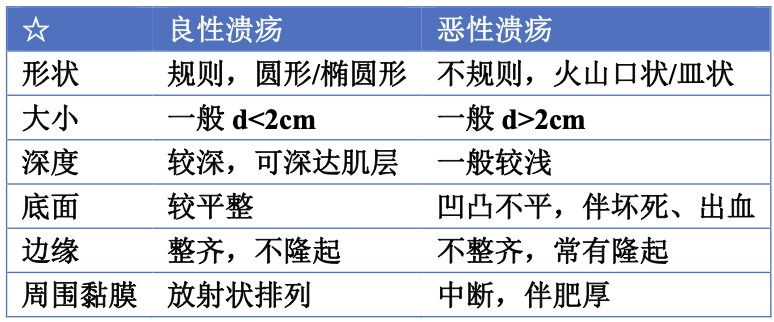 ☆ 良性溃疡 恶性溃疡
形状 规则，圆形/椭圆形 不规则，火山口状/皿状
大小 一般 d<2cm 一般 d>2cm
深度 较深，可深达肌层 一般较浅
底面 较平整 凹凸不平，伴坏死、出血
边缘 整齐，不隆起 不整齐，常有隆起
周围黏膜 放射状排列 中断，伴肥厚